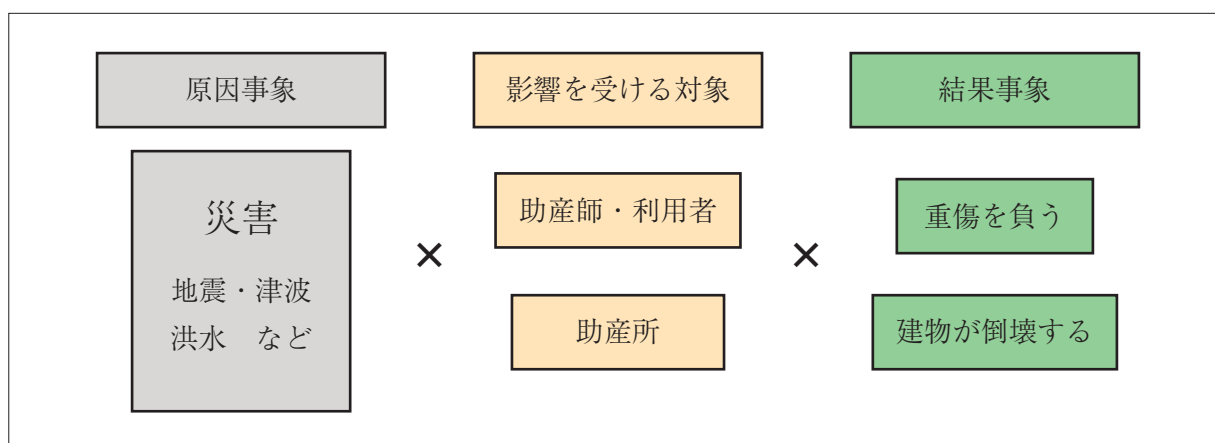 原因事象
影響を受ける対象
結果事象
災害
地震・津波
洪水　など
×
助産師・利用者
助産所
×
重傷を負う
建物が倒壊する